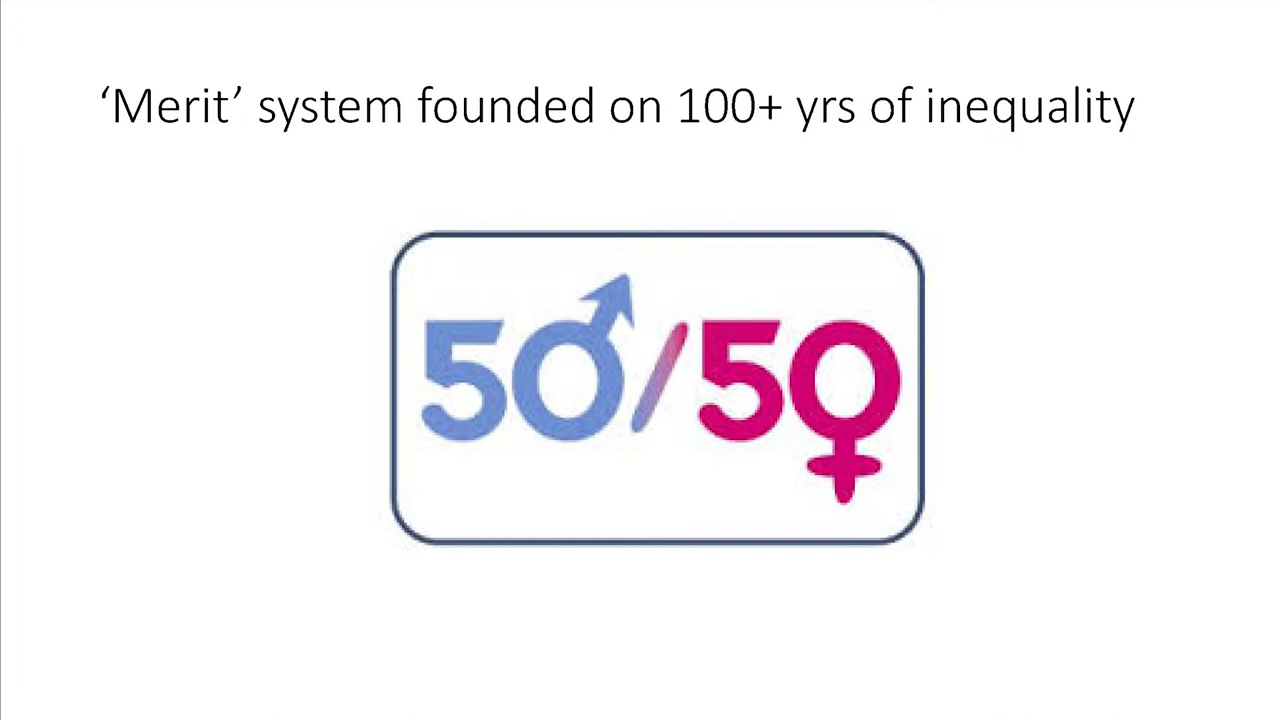 ‘Merit’ system founded on 100+ yrs of inequality
50/50